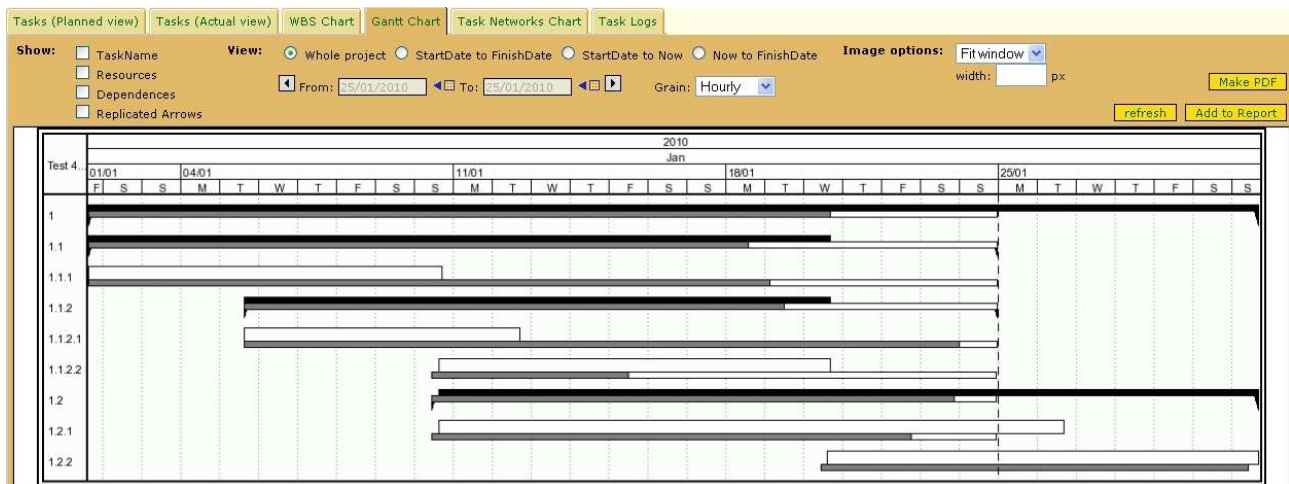 Tasks (Planned view) Tasks (Actual view) WBS Chart Gantt Chart Task Networks Chart Task Logs
Show: TaskName View: Whole project StartDate to FinishDate StartDate to Now Now to FinishDate Image options: Fit window
Resources width: px
Dependences From: 25/01/2010 To: 25/01/2010 Grain: Hourly Make PDF
Replicated Arrows refresh Add to Report
2010
Jan
Test 4..
01/01 04/01 11/01 18/01 25/01
F S S M T W T F S S M T W T F S S M T W T F S S M T W T F S S
1
1.1
1.1.1
1.1.2
1.1.2.1
1.1.2.2
1.2
1.2.1
1.2.2